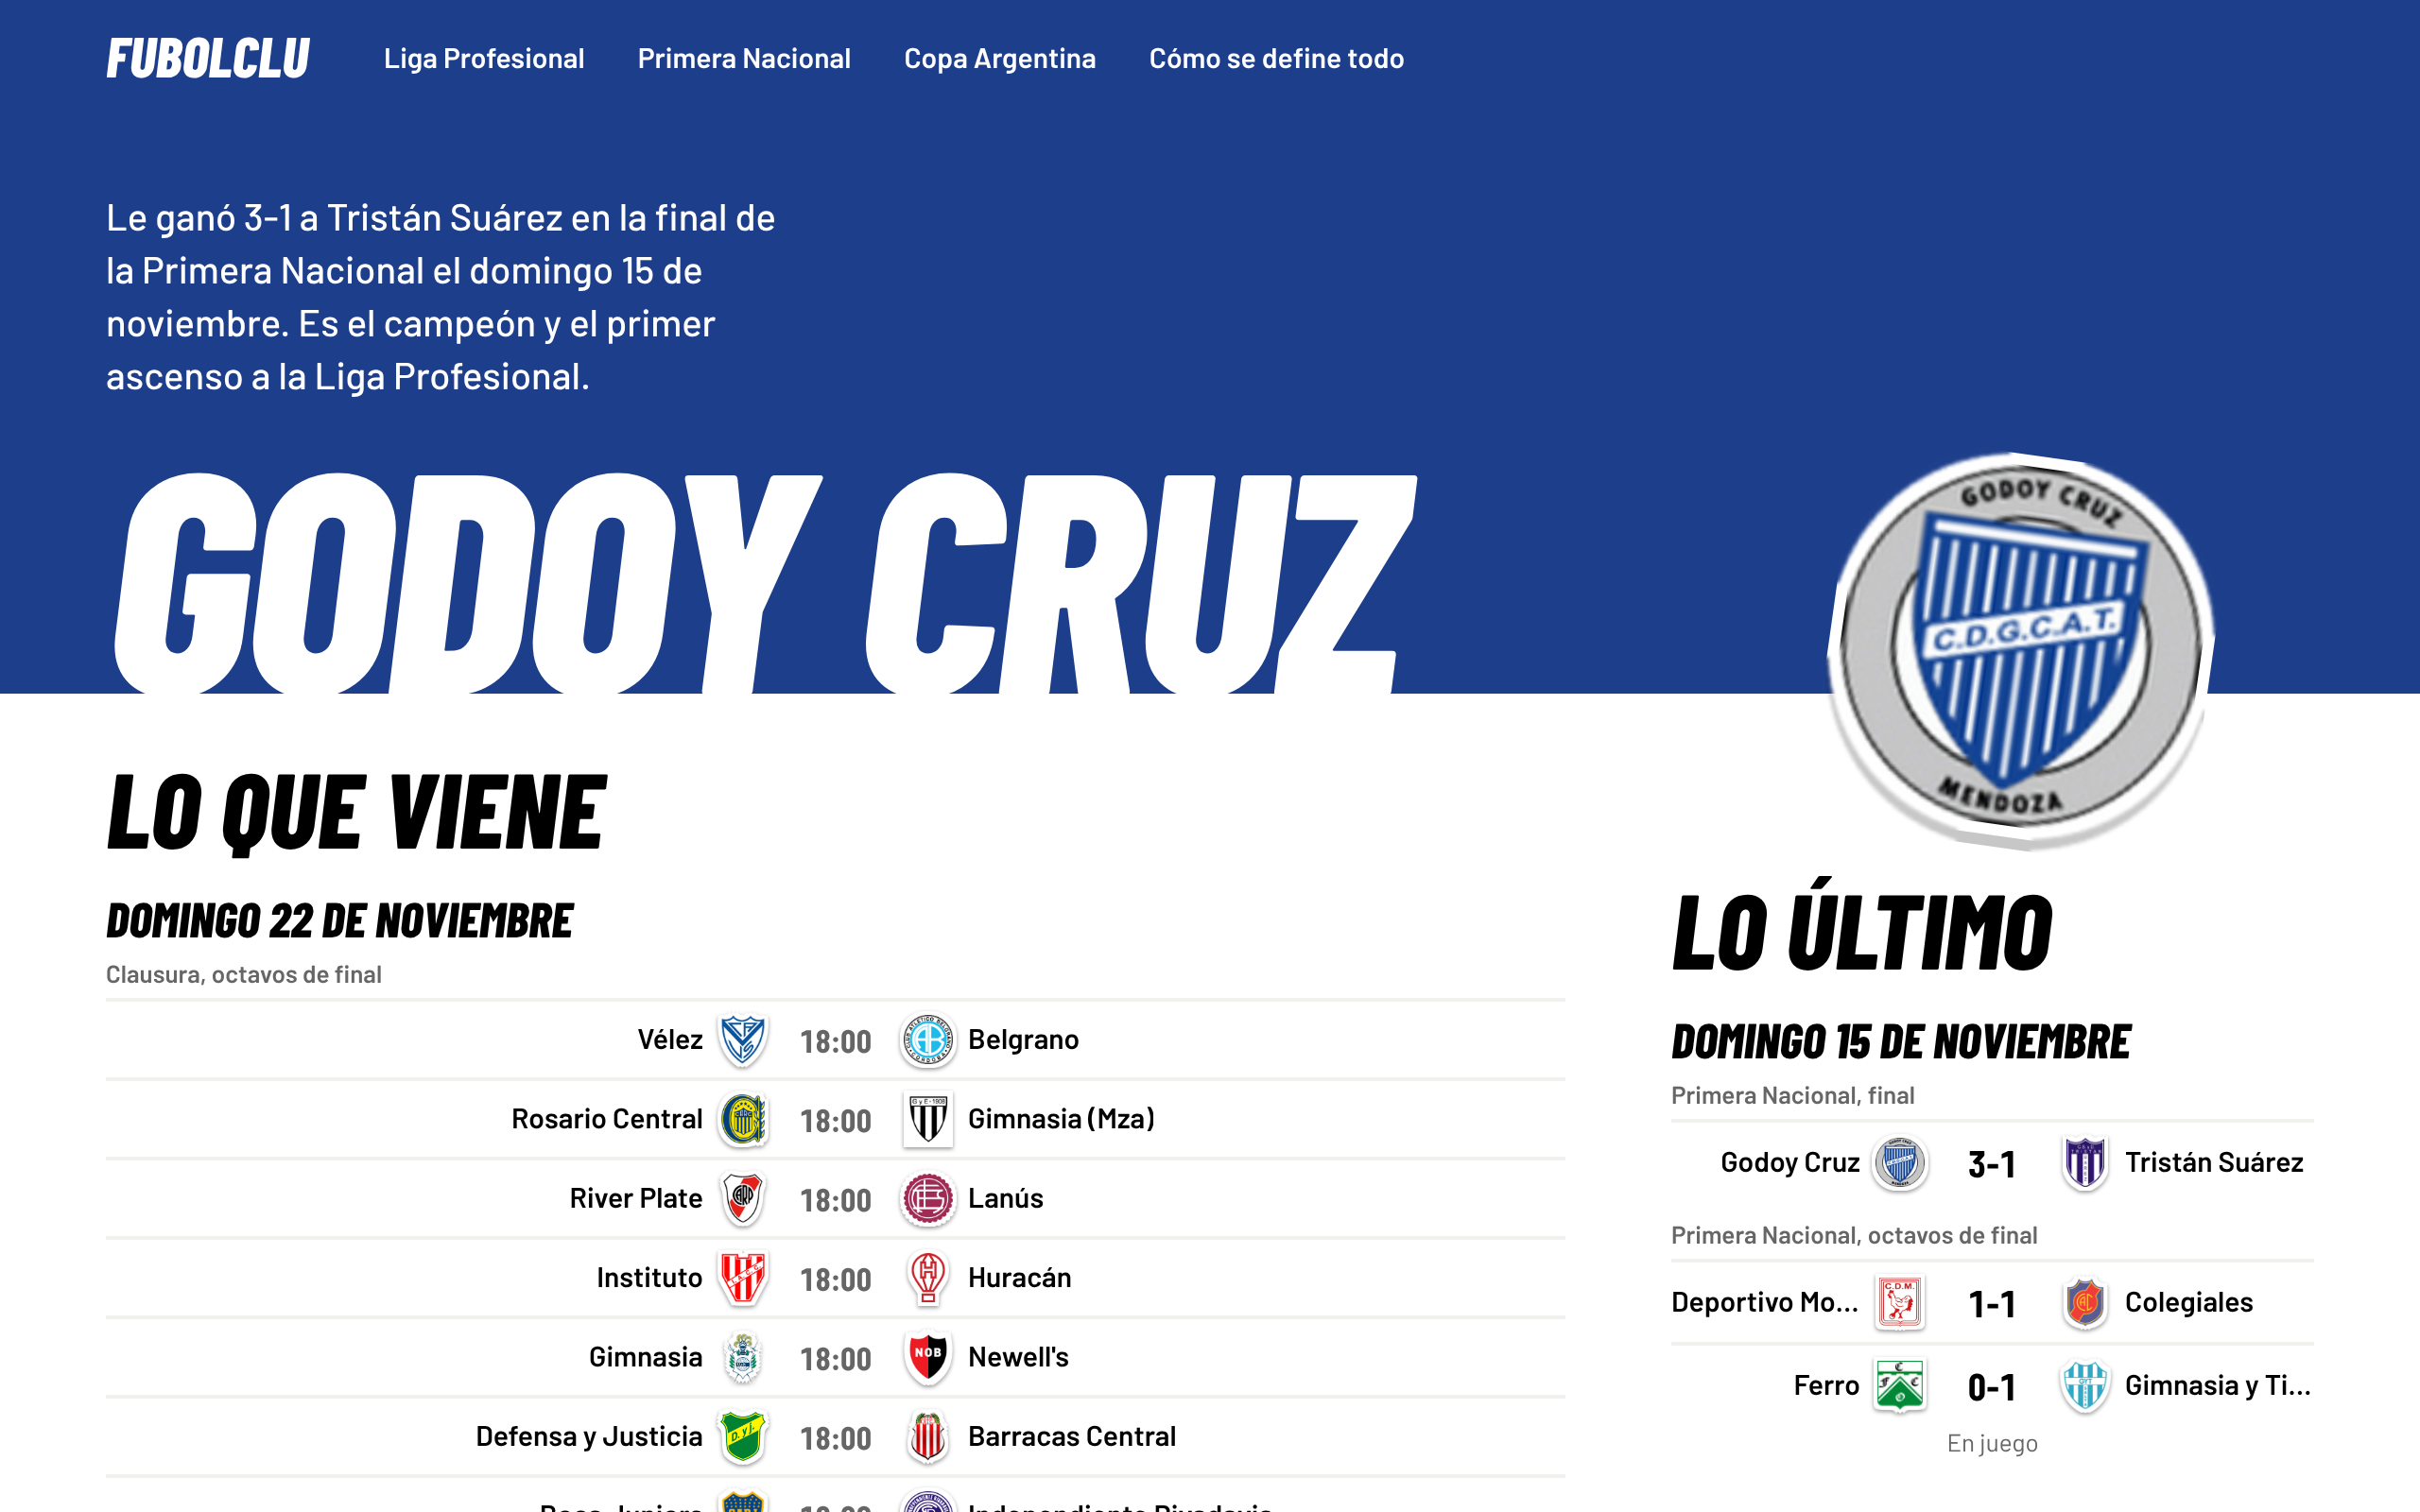 FUBOLCLU
Liga Profesional
Primera Nacional
Copa Argentina
Cómo se define todo
Le ganó 3-1 a Tristán Suárez en la final de
la Primera Nacional el domingo 15 de
noviembre. Es el campeón y el primer
ascenso a la Liga Profesional.
GODOY CRUZ
GODOY CRUZ
C.D.G.C.A.T.
MENDOZA
LO QUE VIENE
DOMINGO 22 DE NOVIEMBRE
Clausura, octavos de final
Vélez 18:00 Belgrano
Rosario Central 18:00 Gimnasia (Mza)
River Plate 18:00 Lanús
Instituto 18:00 Huracán
Gimnasia 18:00 NOB Newell's
Defensa y Justicia 18:00 Barracas Central
LO ÚLTIMO
DOMINGO 15 DE NOVIEMBRE
Primera Nacional, final
Godoy Cruz 3-1 Tristán Suárez
Primera Nacional, octavos de final
Deportivo Mo... C.D.M. 1-1 Colegiales
Ferro 0-1 Gimnasia y Ti...
En juego